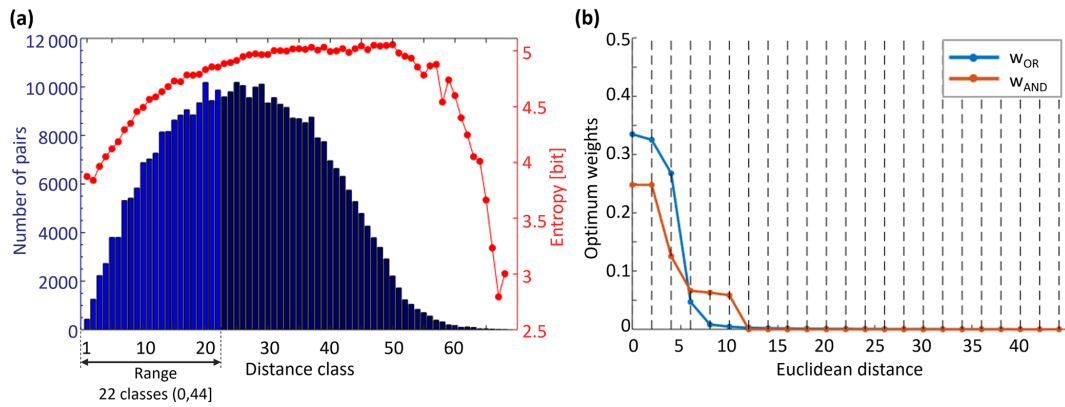 (a)
12 000
10 000
8000
6000
4000
2000
0
Number of pairs
5
4.5
4
3.5
3
2.5
Entropy [bit]
1 10 20 30 40 50 60
Distance class
Range
22 classes (0,44]
(b)
w_OR
w_AND
0.5
0.4
0.3
0.2
0.1
0
Optimum weights
0 5 10 15 20 25 30 35 40
Euclidean distance